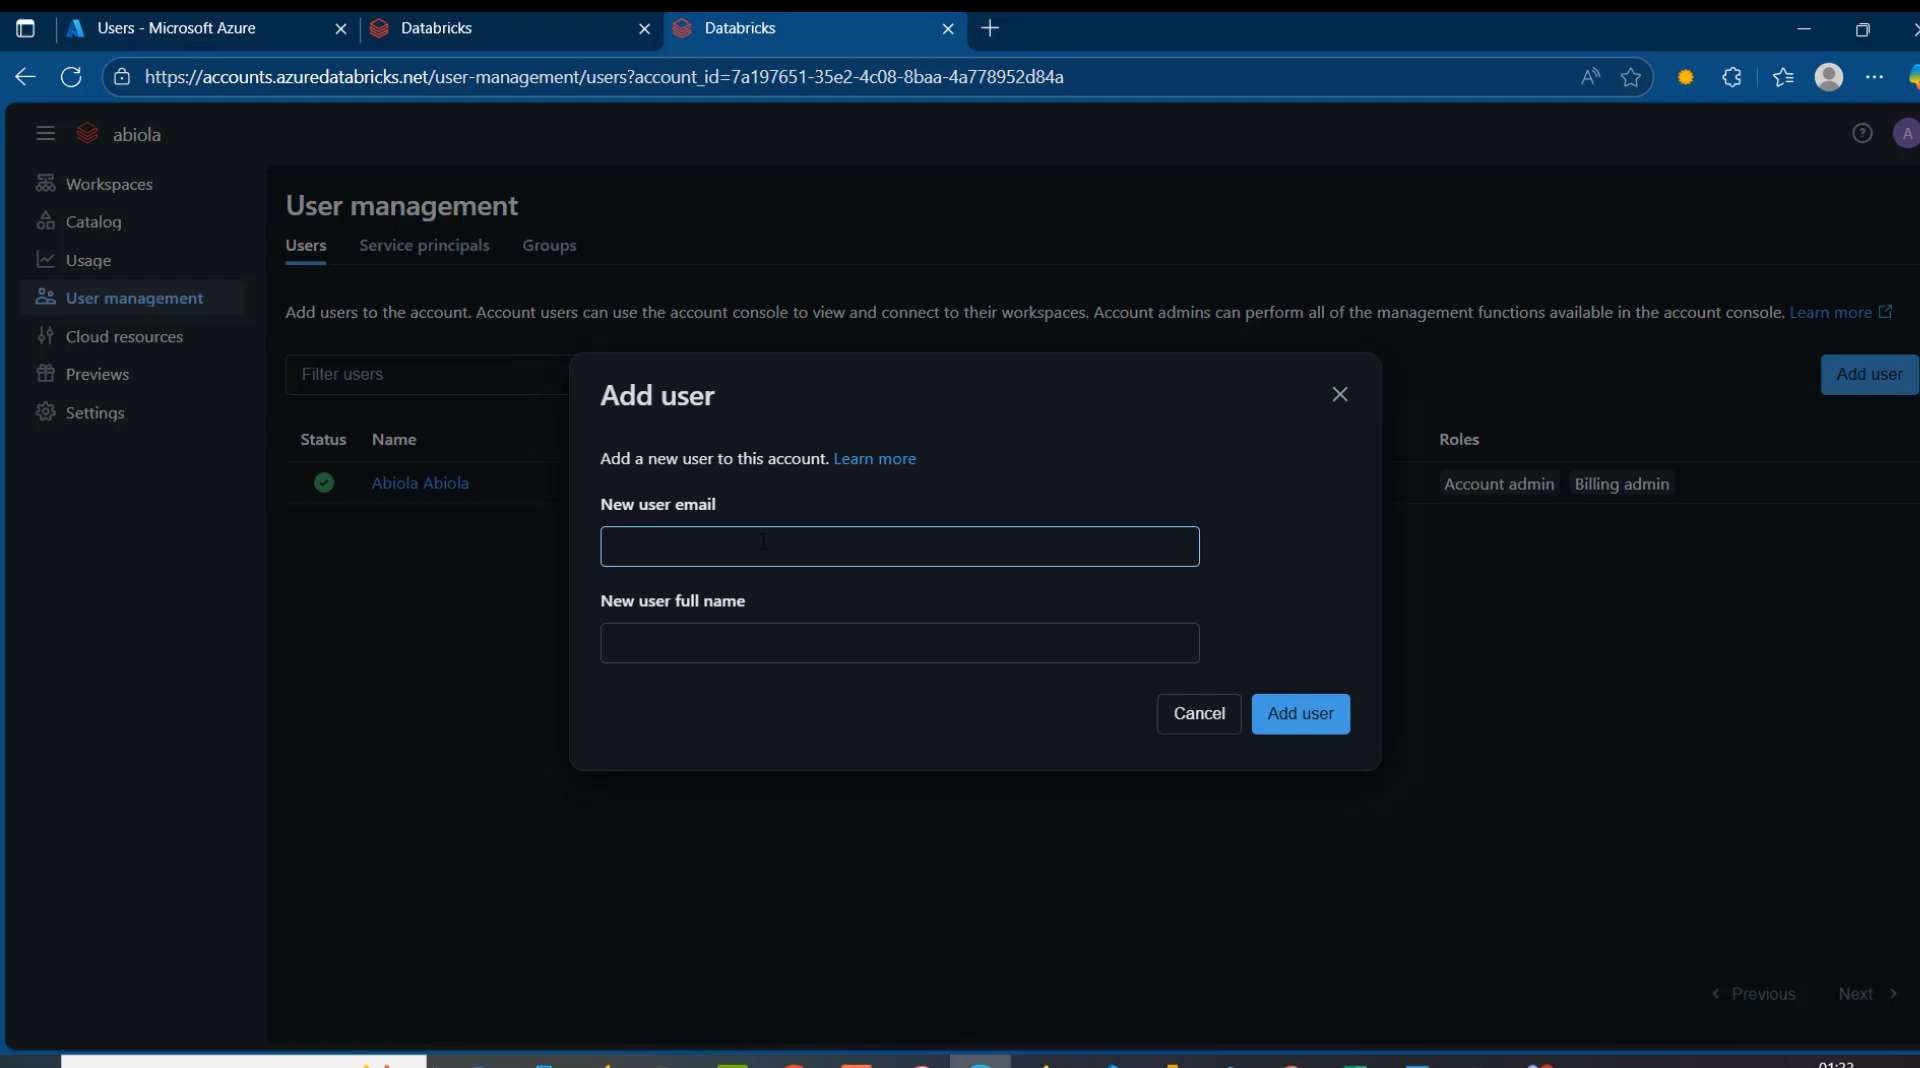 Users - Microsoft Azure
Databricks
Databricks
https://accounts.azuredatabricks.net/user-management/users?account_id=7a197651-35e2-4c08-8baa-4a778952d84a
abiola
A
Workspaces
Catalog
Usage
User management
Cloud resources
Previews
Settings
User management
Users Service principals Groups
Add users to the account. Account users can use the account console to view and connect to their workspaces. Account admins can perform all of the management functions available in the account console. Learn more
Filter users
Add user
Status Name Roles
Abiola Abiola Account admin Billing admin
Add user
Add a new user to this account. Learn more
New user email
New user full name
Cancel Add user
Previous Next